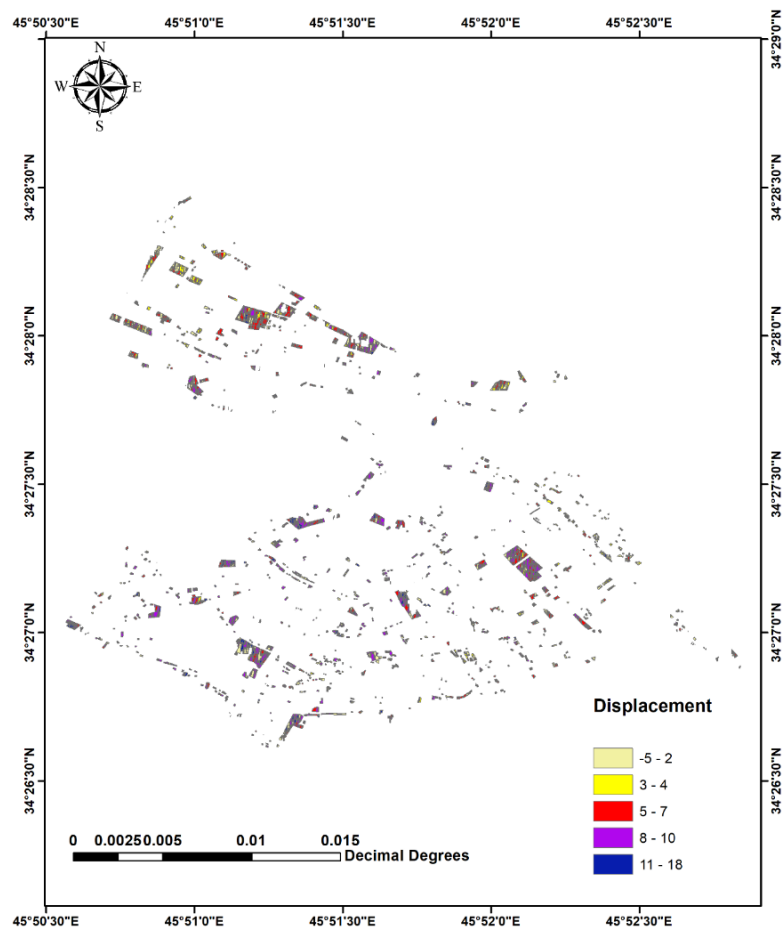 45°50'30"E 45°51'0"E 45°51'30"E 45°52'0"E 45°52'30"E
34°29'0"N
N
W E
S
34°28'30"N 34°28'30"N
34°28'0"N 34°28'0"N
34°27'30"N 34°27'30"N
34°27'0"N 34°27'0"N
Displacement
-5 - 2
34°26'30"N 34°26'30"N
3 - 4
5 - 7
8 - 10
11 - 18
0 0.0025 0.005 0.01 0.015
Decimal Degrees
45°50'30"E 45°51'0"E 45°51'30"E 45°52'0"E 45°52'30"E